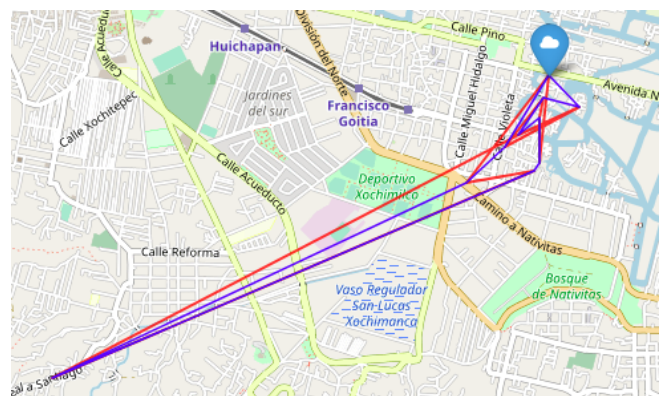 Calle Pino
Huichapan
División del Norte
Calle Acueducto
Avenida N
Jardines
del sur
Francisco
Goitia
Calle Miguel Hidalgo
Calle Violeta
Calle Xochitepec
Calle Acueducto
Deportivo
Xochimilco
Camino a Nativitas
Calle Reforma
Vaso Regulador
San Lucas
Xochimanca
Bosque
de Nativitas
eal a Santiago